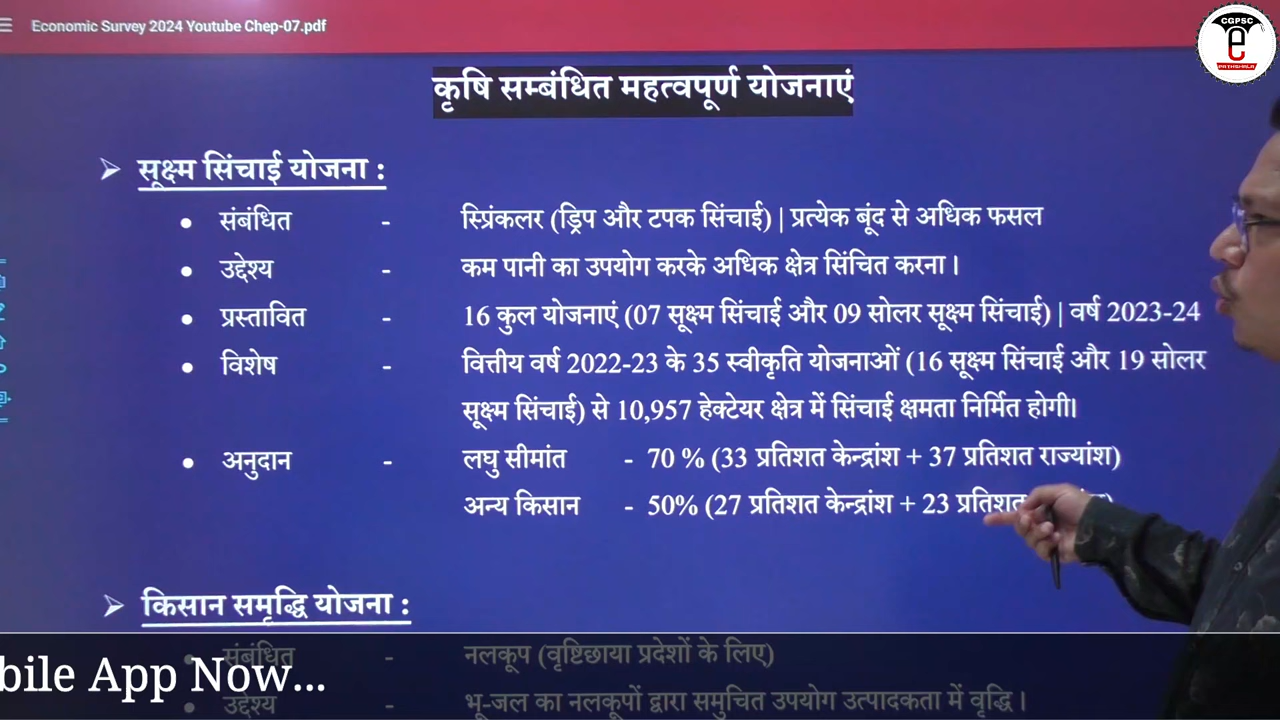 Economic Survey 2024 Youtube Chep-07.pdf
CGPSC
e
PATHSHALA
कृषि सम्बंधित महत्वपूर्ण योजनाएं
➢ सूक्ष्म सिंचाई योजना :
• संबंधित - स्प्रिंकलर (ड्रिप और टपक सिंचाई) | प्रत्येक बूंद से अधिक फसल
• उद्देश्य - कम पानी का उपयोग करके अधिक क्षेत्र सिंचित करना।
• प्रस्तावित - 16 कुल योजनाएं (07 सूक्ष्म सिंचाई और 09 सोलर सूक्ष्म सिंचाई) | वर्ष 2023-24
• विशेष - वित्तीय वर्ष 2022-23 के 35 स्वीकृति योजनाओं (16 सूक्ष्म सिंचाई और 19 सोलर
सूक्ष्म सिंचाई) से 10,957 हेक्टेयर क्षेत्र में सिंचाई क्षमता निर्मित होगी।
• अनुदान - लघु सीमांत - 70 % (33 प्रतिशत केन्द्रांश + 37 प्रतिशत राज्यांश)
अन्य किसान - 50% (27 प्रतिशत केन्द्रांश + 23 प्रतिशत
➢ किसान समृद्धि योजना :
• संबंधित - नलकूप (वृष्टिछाया प्रदेशों के लिए)
bile App Now...
• उद्देश्य - भू-जल का नलकूपों द्वारा समुचित उपयोग उत्पादकता में वृद्धि।